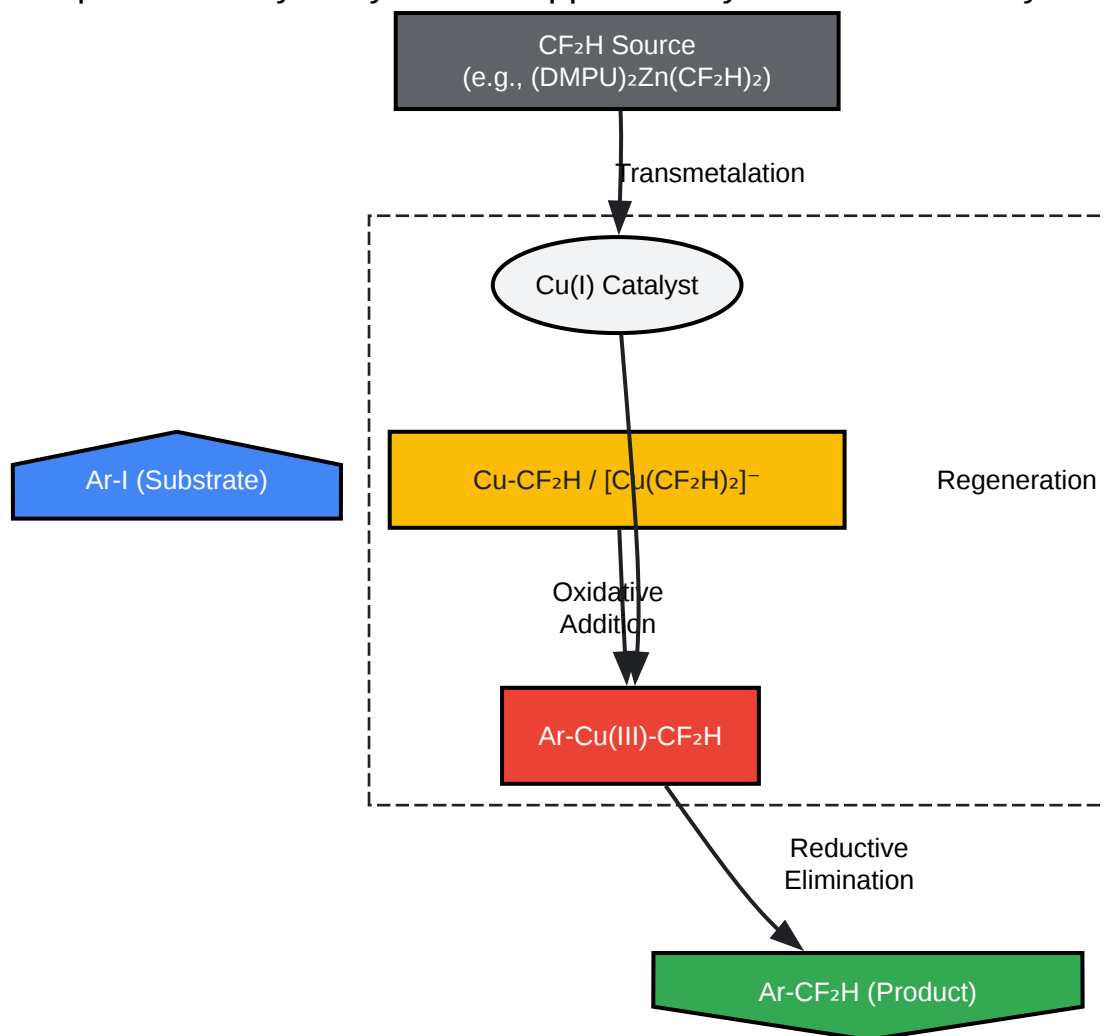 CF₂H Source
(e.g., (DMPU)₂Zn(CF₂H)₂)
Transmetalation
Cu(I) Catalyst
Ar-I (Substrate)
Cu-CF₂H / [Cu(CF₂H)₂]⁻
Regeneration
Oxidative
Addition
Ar-Cu(III)-CF₂H
Reductive
Elimination
Ar-CF₂H (Product)